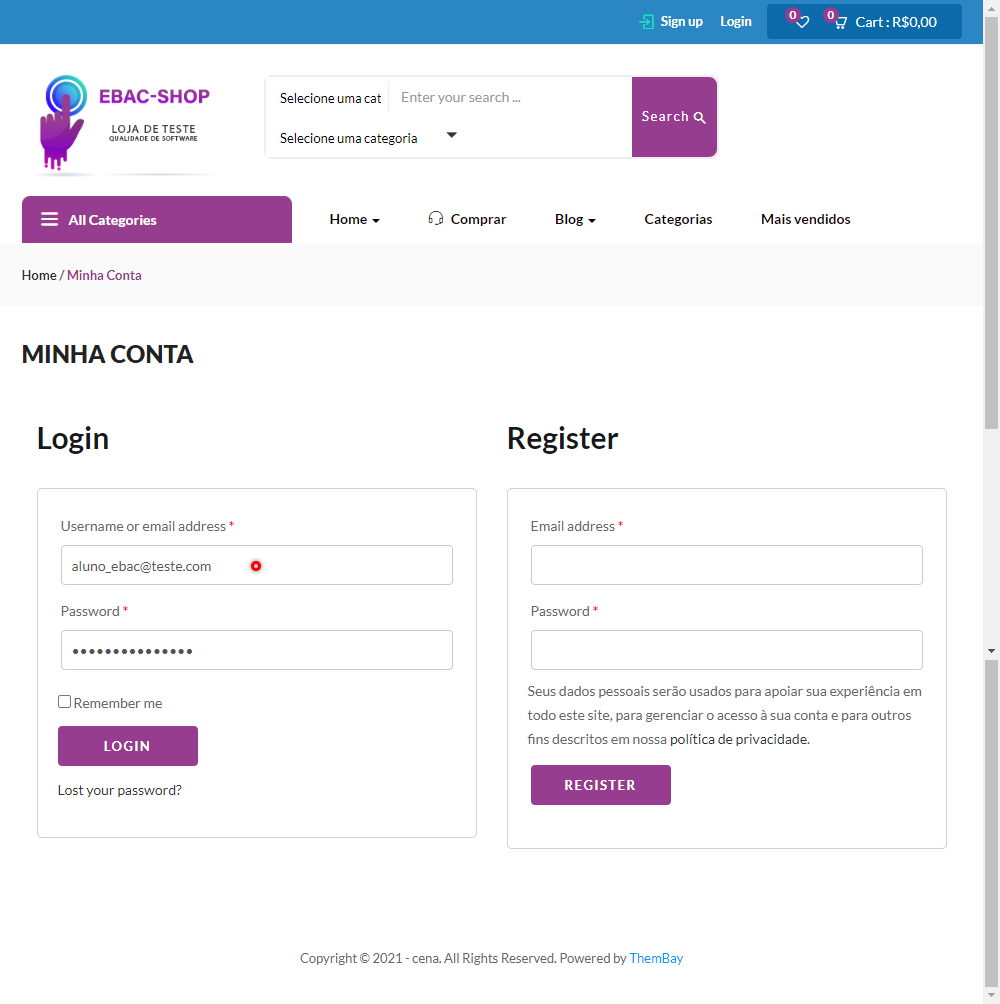 Sign up Login 0 0 Cart : R$0,00
EBAC-SHOP
LOJA DE TESTE
QUALIDADE DE SOFTWARE
Selecione uma cat Enter your search ...
Search
Selecione uma categoria
All Categories Home Comprar Blog Categorias Mais vendidos
Home / Minha Conta
MINHA CONTA
Login
Username or email address *
aluno_ebac@teste.com
Password *
•••••••••••••••
Remember me
LOGIN
Lost your password?
Register
Email address *
Password *
Seus dados pessoais serão usados para apoiar sua experiência em
todo este site, para gerenciar o acesso à sua conta e para outros
fins descritos em nossa política de privacidade.
REGISTER
Copyright © 2021 - cena. All Rights Reserved. Powered by ThemBay